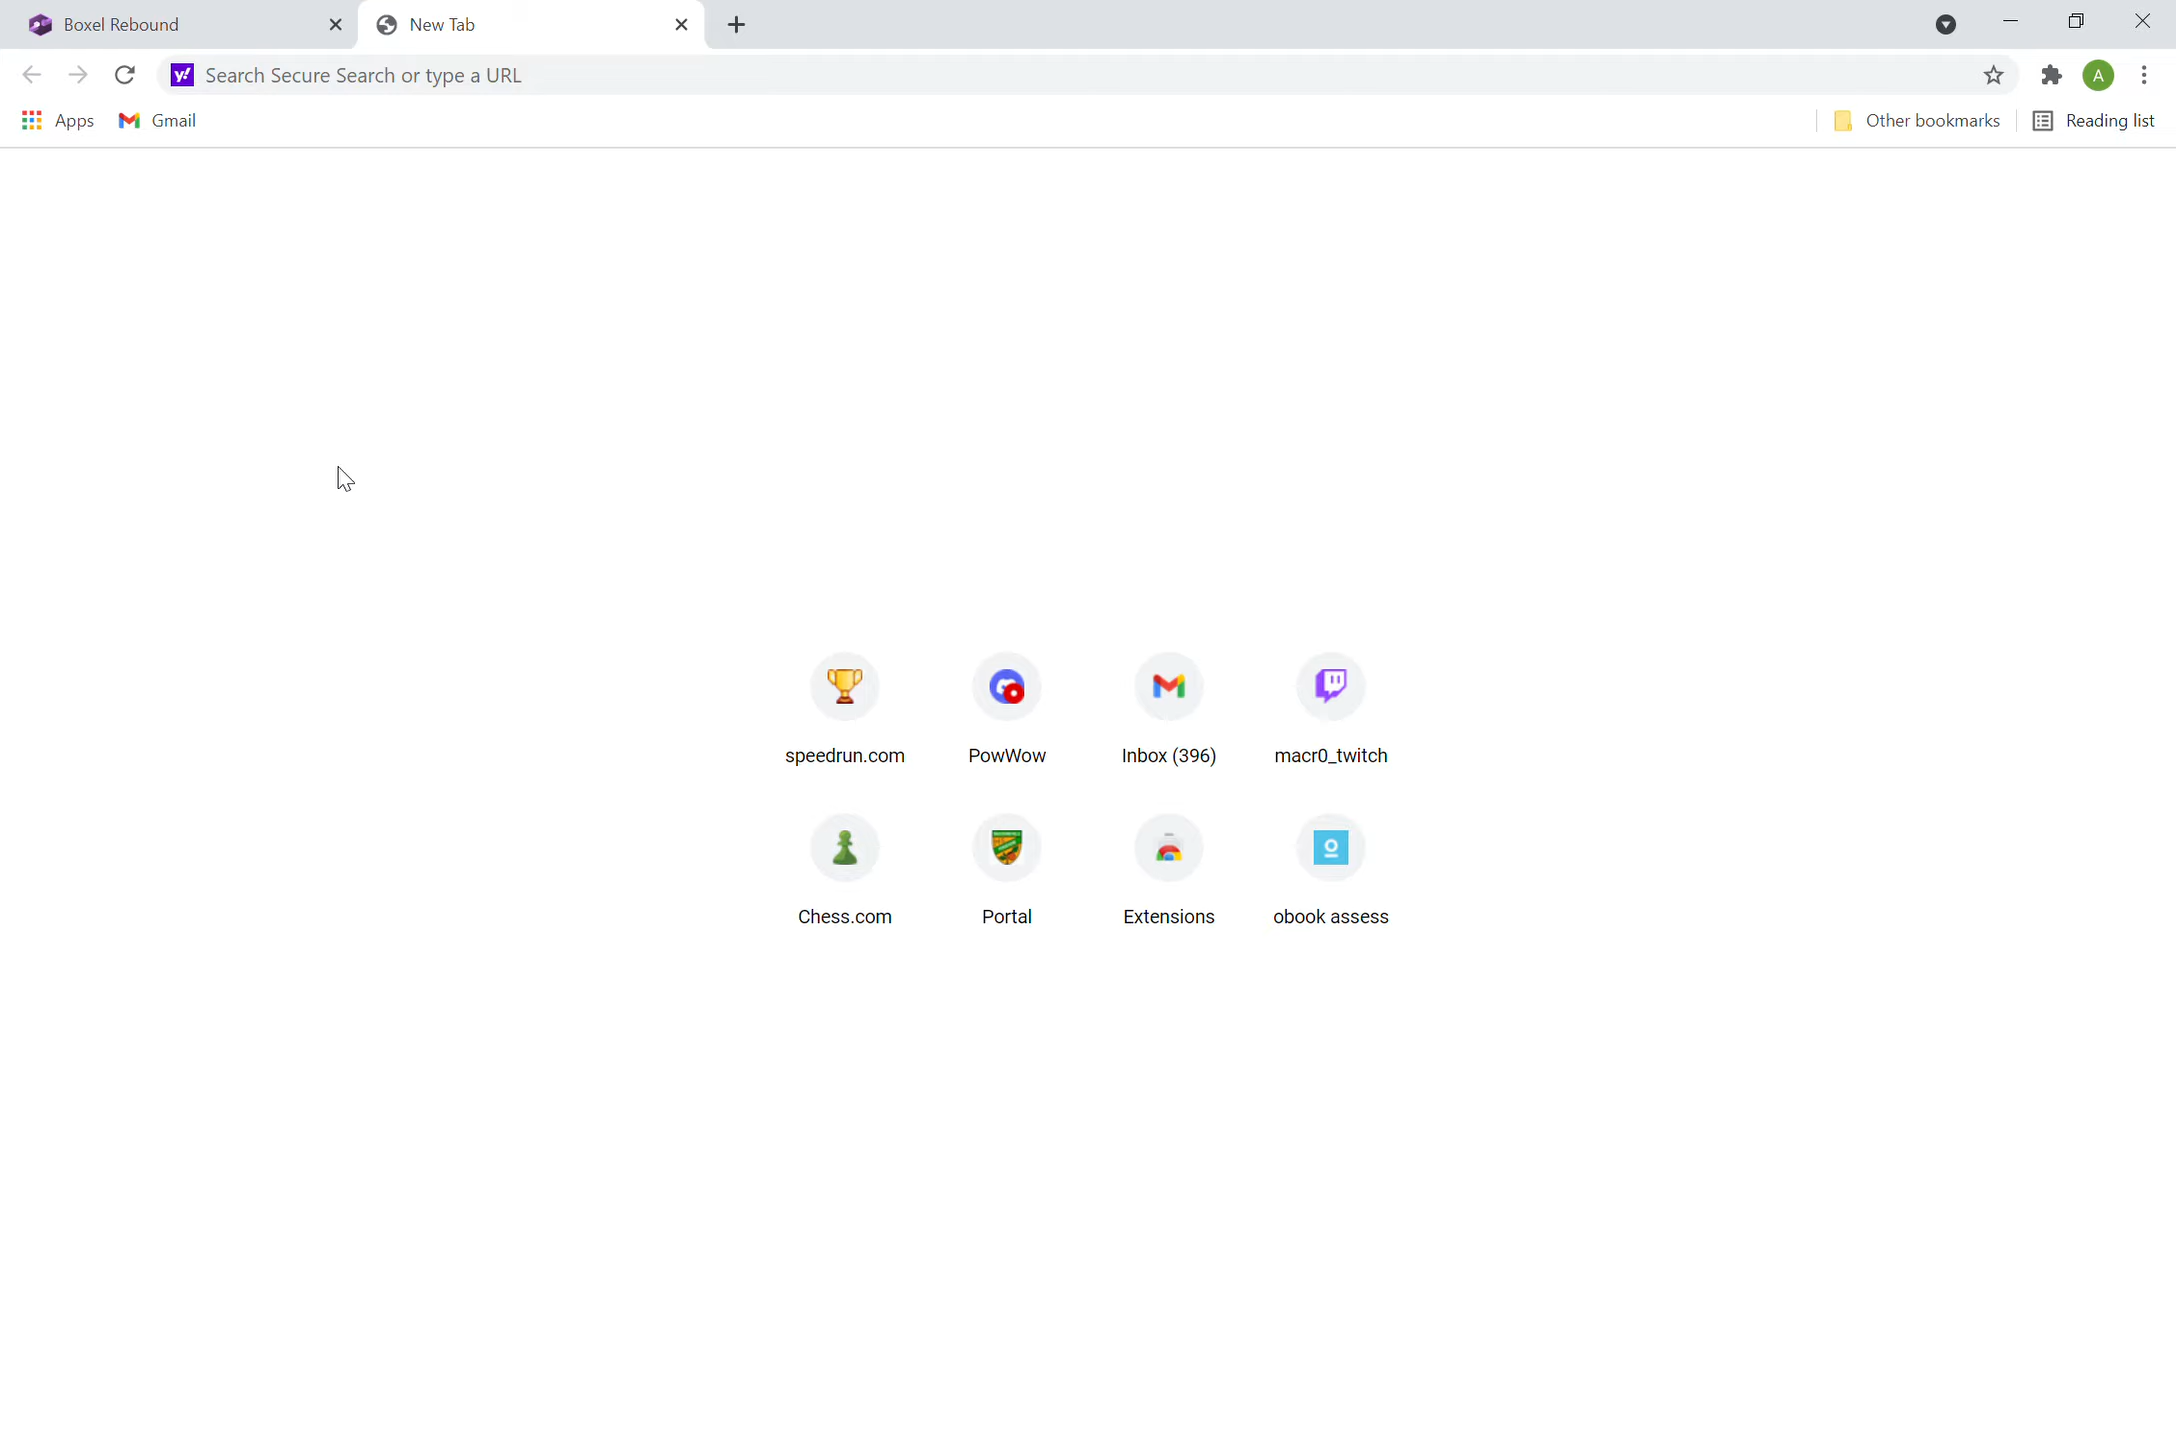 Boxel Rebound
New Tab
y!
Search Secure Search or type a URL
A
Apps
Gmail
Other bookmarks
Reading list
speedrun.com
PowWow
Inbox (396)
macr0_twitch
Chess.com
Portal
Extensions
obook assess